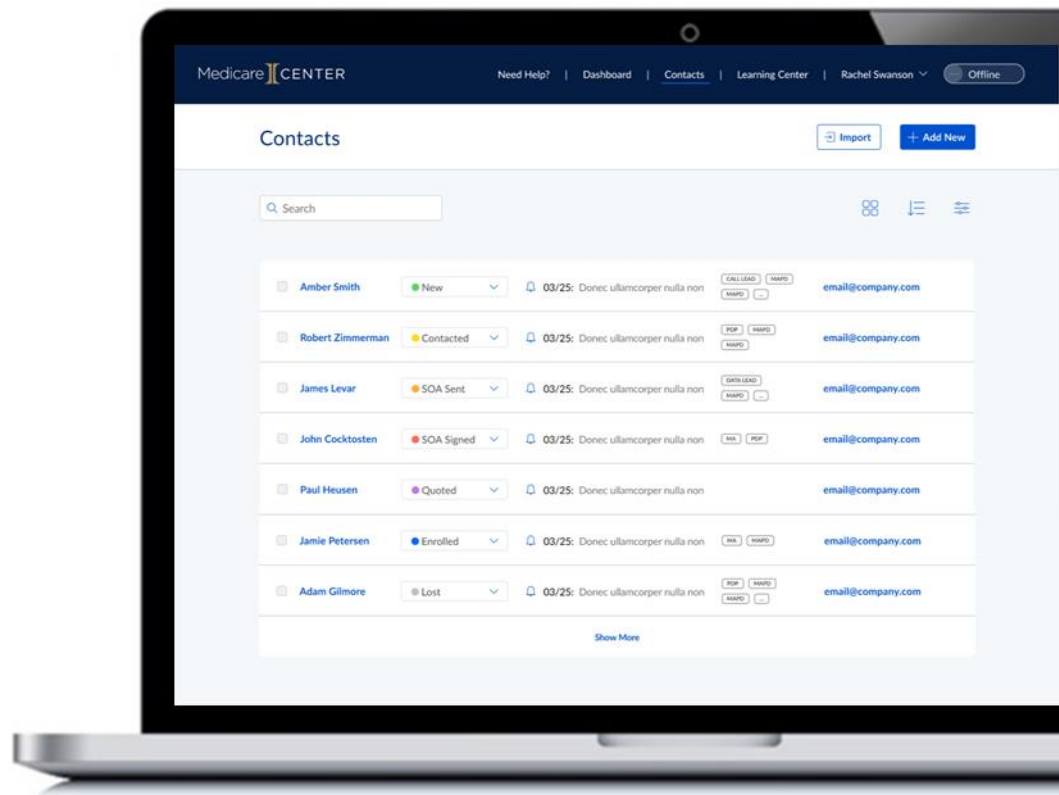 Medicare CENTER
Need Help? | Dashboard | Contacts | Learning Center | Rachel Swanson Offline
Contacts
Import
+ Add New
Search
Amber Smith New 03/25: Donec ullamcorper nulla non CALL LEAD MAPD email@company.com
MAPD ...
Robert Zimmerman Contacted 03/25: Donec ullamcorper nulla non PDP MAPD email@company.com
MAPD
James Levar SOA Sent 03/25: Donec ullamcorper nulla non DATA LEAD email@company.com
MAPD ...
John Cocktosten SOA Signed 03/25: Donec ullamcorper nulla non MA PDP email@company.com
Paul Heusen Quoted 03/25: Donec ullamcorper nulla non email@company.com
Jamie Petersen Enrolled 03/25: Donec ullamcorper nulla non MA MAPD email@company.com
Adam Gilmore Lost 03/25: Donec ullamcorper nulla non PDP MAPD email@company.com
MAPD ...
Show More